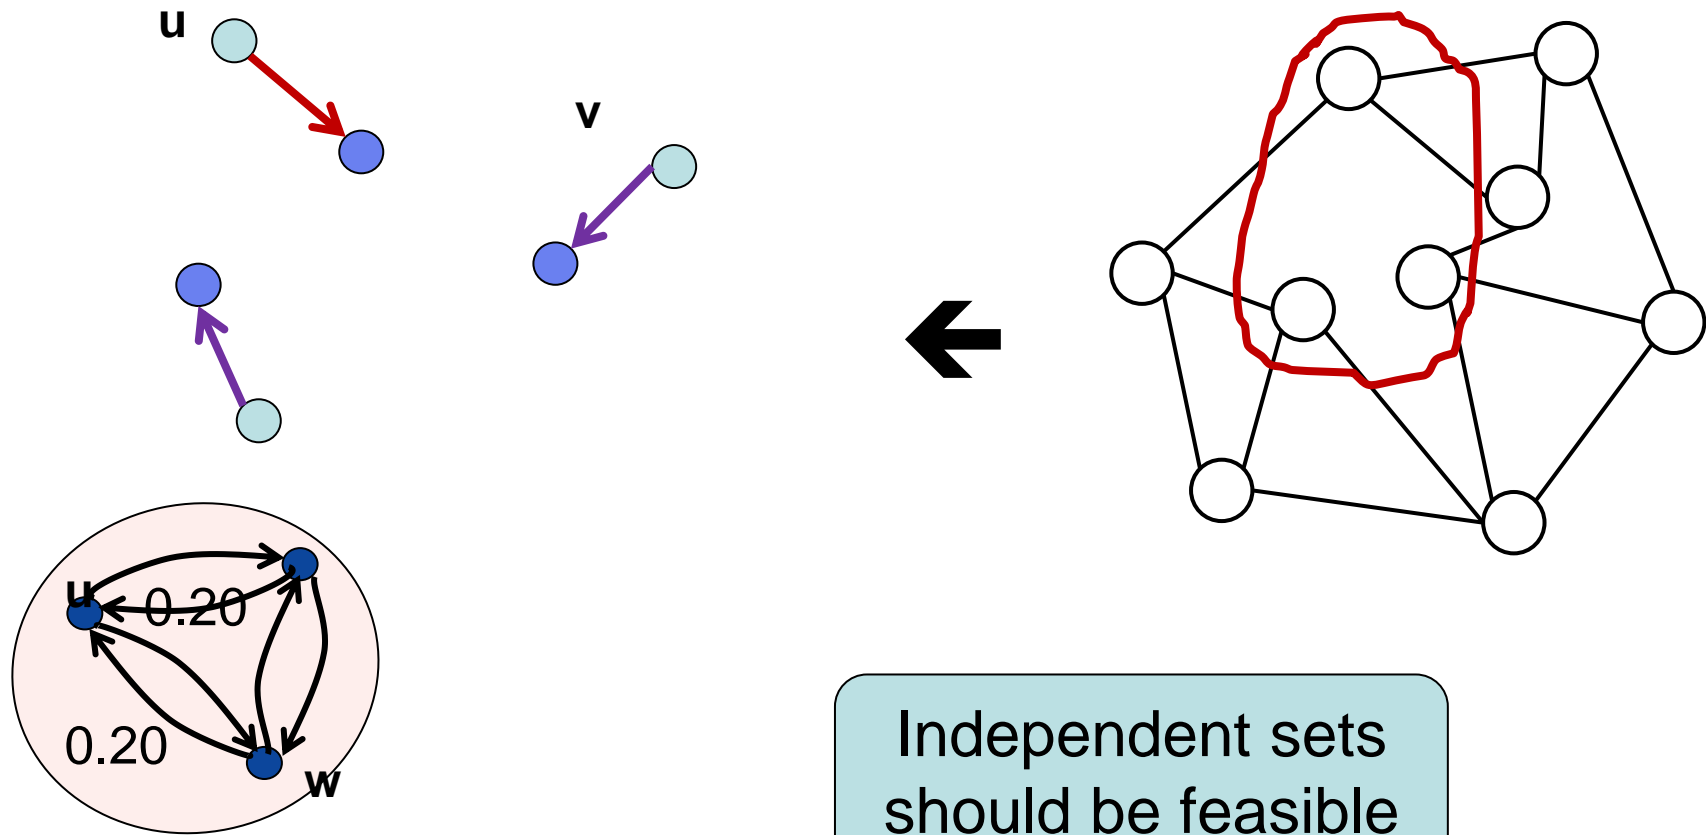 u
v
u
0.20
0.20
w
Independent sets
should be feasible